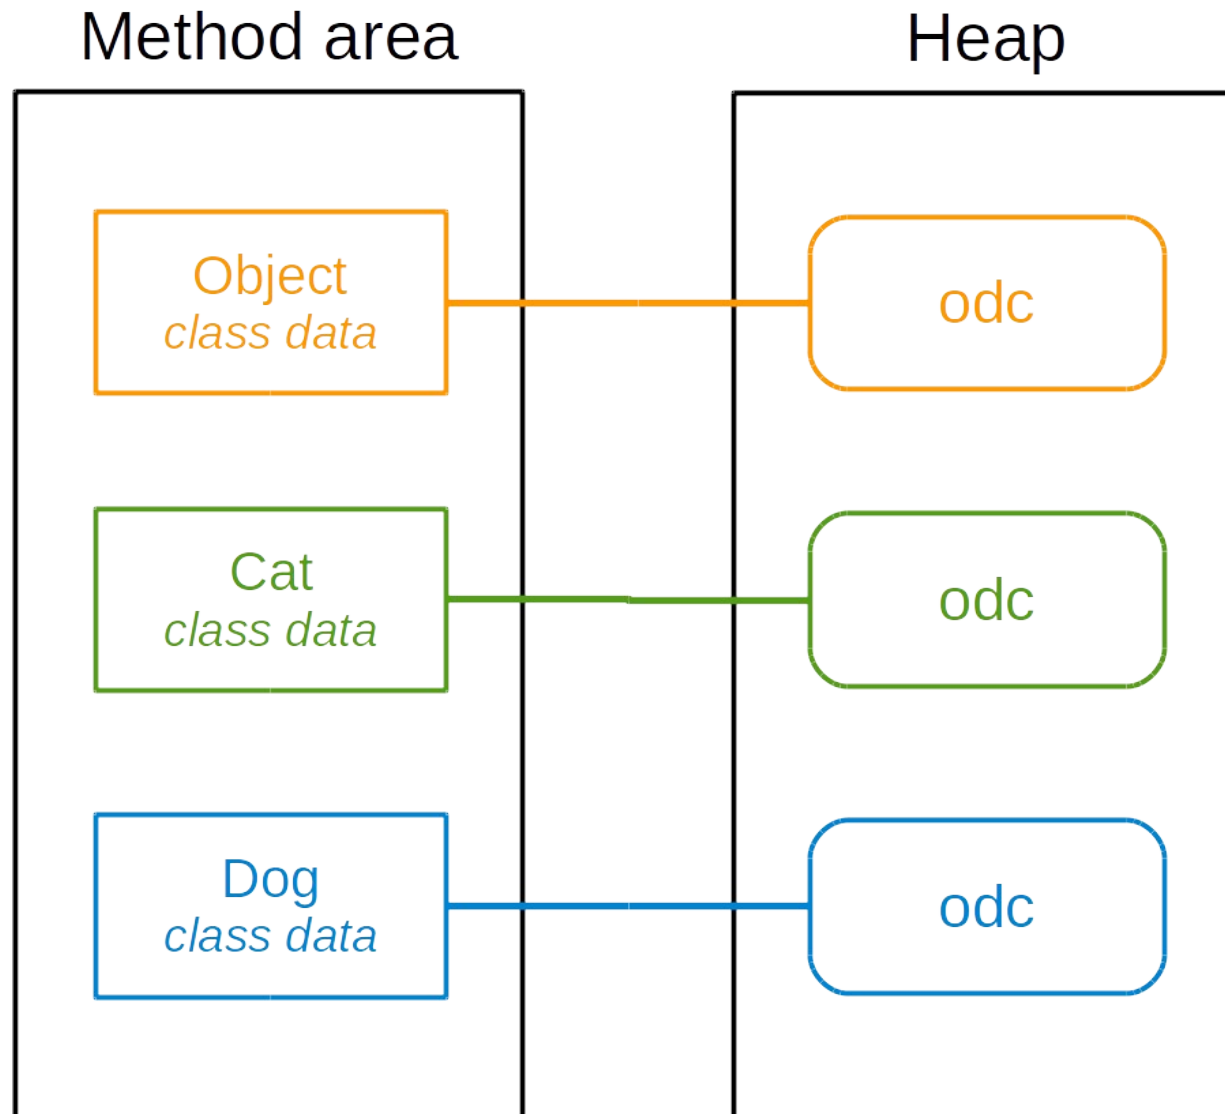 Method area
Heap
Object
class data
odc
Cat
class data
odc
Dog
class data
odc